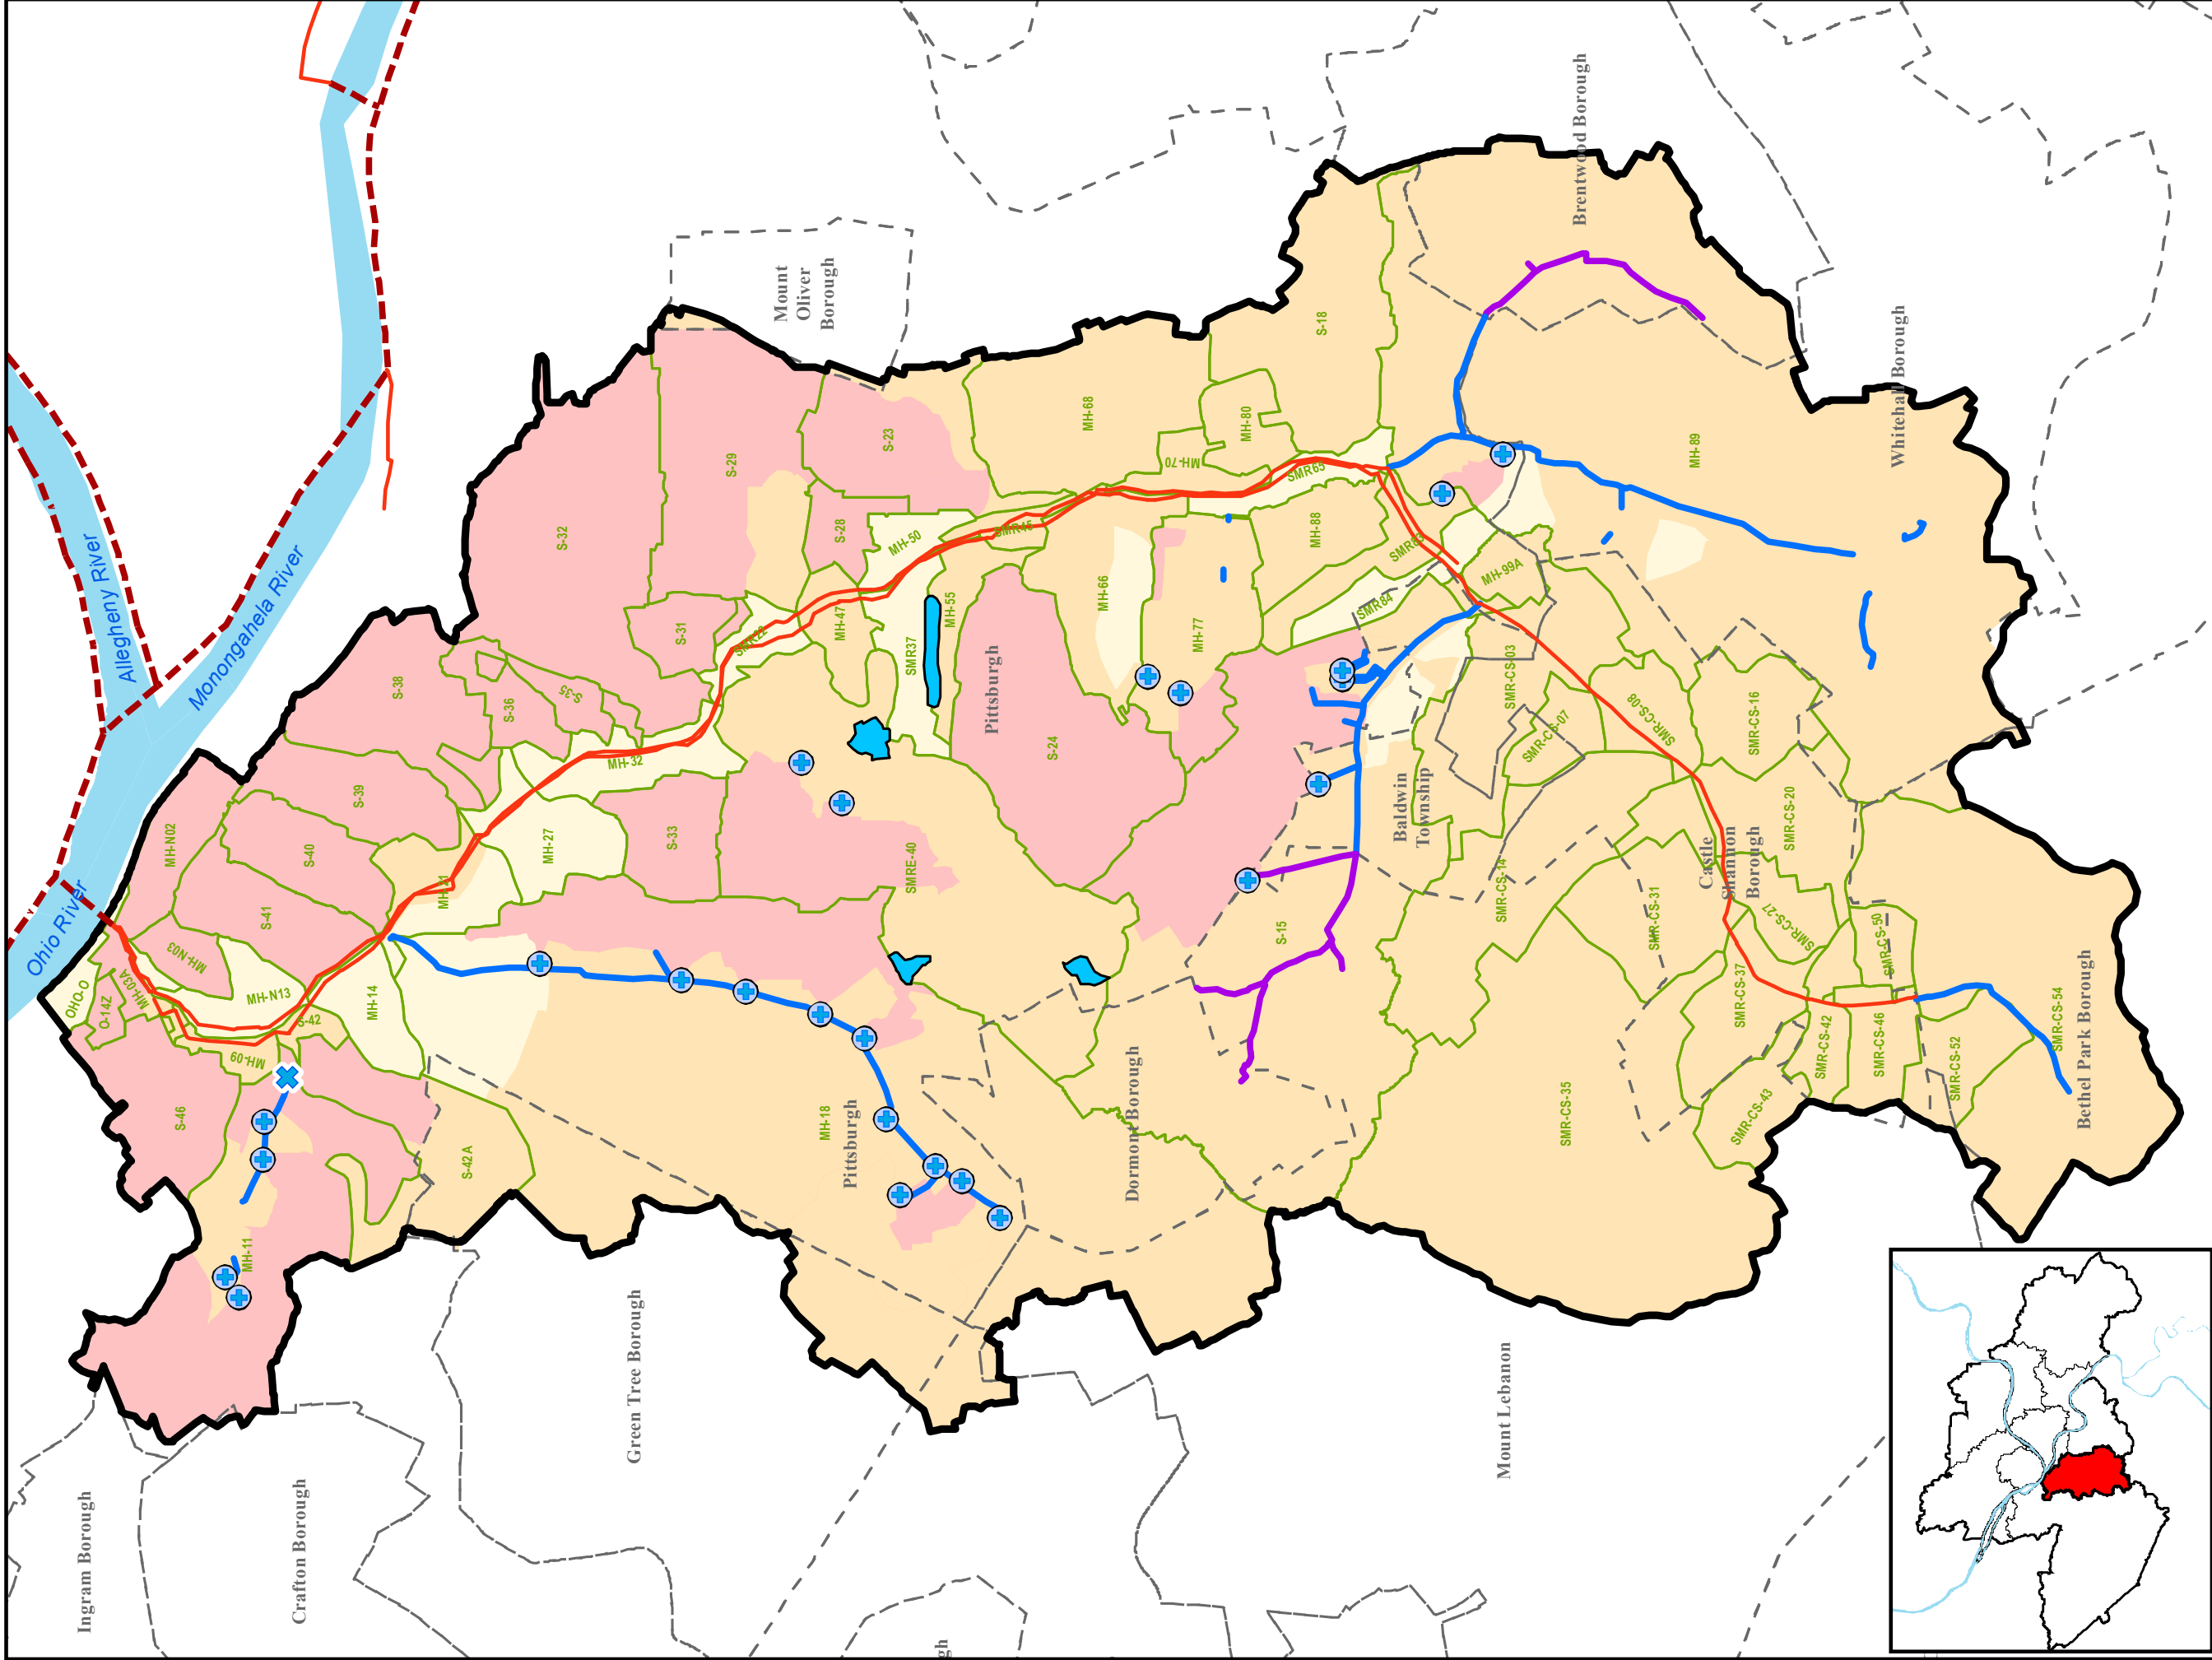 Allegheny River
Monongahela River
Ohio River
Mount
Oliver
Borough
Brentwood Borough
Whitehall Borough
Pittsburgh
Baldwin
Township
Castle
Shannon
Borough
Bethel Park Borough
Dormont Borough
Pittsburgh
Green Tree Borough
Mount Lebanon
Crafton Borough
Ingram Borough
gh
OHO-O
O-14Z
MH-03A
MH-N03
MH-N02
S-41
S-40
S-39
S-38
MH-N13
S-42
MH-09
S-46
MH-11
MH-14
S-42A
MH-18
MH-27
MH-32
S-33
S-36
S-35
S-31
S-32
S-29
S-28
S-23
SMR22
MH-47
MH-50
SMR37
MH-55
SMR45
SMRE-40
S-24
MH-66
MH-68
MH-70
MH-77
MH-80
SMR65
S-18
MH-88
SMR83
SMR84
MH-99A
MH-89
S-15
SMR-CS-03
SMR-CS-07
SMR-CS-08
SMR-CS-16
SMR-CS-14
SMR-CS-20
SMR-CS-27
SMR-CS-31
SMR-CS-35
SMR-CS-37
SMR-CS-42
SMR-CS-43
SMR-CS-46
SMR-CS-50
SMR-CS-52
SMR-CS-54